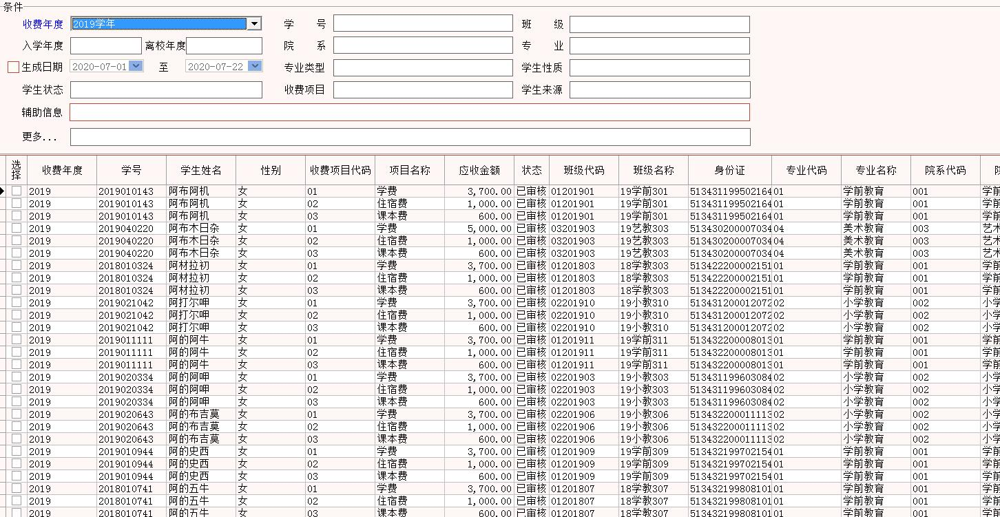 条件
收费年度 2019学年 学 号 班 级
入学年度 离校年度 院 系 专 业
生成日期 2020-07-01 至 2020-07-22 专业类型 学生性质
学生状态 收费项目 学生来源
辅助信息
更多...
选择 收费年度 学号 学生姓名 性别 收费项目代码 项目名称 应收金额 状态 班级代码 班级名称 身份证 专业代码 专业名称 院系代码
2019 2019010143 阿布阿机 女 01 学费 3,700.00 已审核 01201901 19学前301 513431199502164 01 学前教育 001 学前
2019 2019010143 阿布阿机 女 02 住宿费 1,000.00 已审核 01201901 19学前301 513431199502164 01 学前教育 001 学前
2019 2019010143 阿布阿机 女 03 课本费 600.00 已审核 01201901 19学前301 513431199502164 01 学前教育 001 学前
2019 2019040220 阿布木日杂 女 01 学费 5,000.00 已审核 03201903 19艺教303 513430200007034 04 美术教育 003 艺术
2019 2019040220 阿布木日杂 女 02 住宿费 1,000.00 已审核 03201903 19艺教303 513430200007034 04 美术教育 003 艺术
2019 2019040220 阿布木日杂 女 03 课本费 600.00 已审核 03201903 19艺教303 513430200007034 04 美术教育 003 艺术
2019 2018010324 阿材拉初 女 01 学费 3,700.00 已审核 01201803 18学教303 513422200002151 01 学前教育 001 学前
2019 2018010324 阿材拉初 女 02 住宿费 1,000.00 已审核 01201803 18学教303 513422200002151 01 学前教育 001 学前
2019 2018010324 阿材拉初 女 03 课本费 600.00 已审核 01201803 18学教303 513422200002151 01 学前教育 001 学前
2019 2019021042 阿打尔呷 女 01 学费 3,700.00 已审核 02201910 19小教310 513431200012072 02 小学教育 002 小学
2019 2019021042 阿打尔呷 女 02 住宿费 1,000.00 已审核 02201910 19小教310 513431200012072 02 小学教育 002 小学
2019 2019021042 阿打尔呷 女 03 课本费 600.00 已审核 02201910 19小教310 513431200012072 02 小学教育 002 小学
2019 2019011111 阿的阿牛 女 01 学费 3,700.00 已审核 01201911 19学前311 513432200008013 01 学前教育 001 学前
2019 2019011111 阿的阿牛 女 02 住宿费 1,000.00 已审核 01201911 19学前311 513432200008013 01 学前教育 001 学前
2019 2019011111 阿的阿牛 女 03 课本费 600.00 已审核 01201911 19学前311 513432200008013 01 学前教育 001 学前
2019 2019020334 阿的阿呷 女 01 学费 3,700.00 已审核 02201903 19小教303 513431199603084 02 小学教育 002 小学
2019 2019020334 阿的阿呷 女 02 住宿费 1,000.00 已审核 02201903 19小教303 513431199603084 02 小学教育 002 小学
2019 2019020334 阿的阿呷 女 03 课本费 600.00 已审核 02201903 19小教303 513431199603084 02 小学教育 002 小学
2019 2019020643 阿的布吉莫 女 01 学费 3,700.00 已审核 02201906 19小教306 513432200011113 02 小学教育 002 小学
2019 2019020643 阿的布吉莫 女 02 住宿费 1,000.00 已审核 02201906 19小教306 513432200011113 02 小学教育 002 小学
2019 2019020643 阿的布吉莫 女 03 课本费 600.00 已审核 02201906 19小教306 513432200011113 02 小学教育 002 小学
2019 2019010944 阿的史西 女 01 学费 3,700.00 已审核 01201909 19学前309 513432199702154 01 学前教育 001 学前
2019 2019010944 阿的史西 女 02 住宿费 1,000.00 已审核 01201909 19学前309 513432199702154 01 学前教育 001 学前
2019 2019010944 阿的史西 女 03 课本费 600.00 已审核 01201909 19学前309 513432199702154 01 学前教育 001 学前
2019 2018010741 阿的五牛 女 01 学费 3,700.00 已审核 01201807 18学教307 513432199808101 01 学前教育 001 学前
2019 2018010741 阿的五牛 女 02 住宿费 1,000.00 已审核 01201807 18学教307 513432199808101 01 学前教育 001 学前
2019 2018010741 阿的五牛 女 03 课本费 600.00 已审核 01201807 18学教307 513432199808101 01 学前教育 001 学前